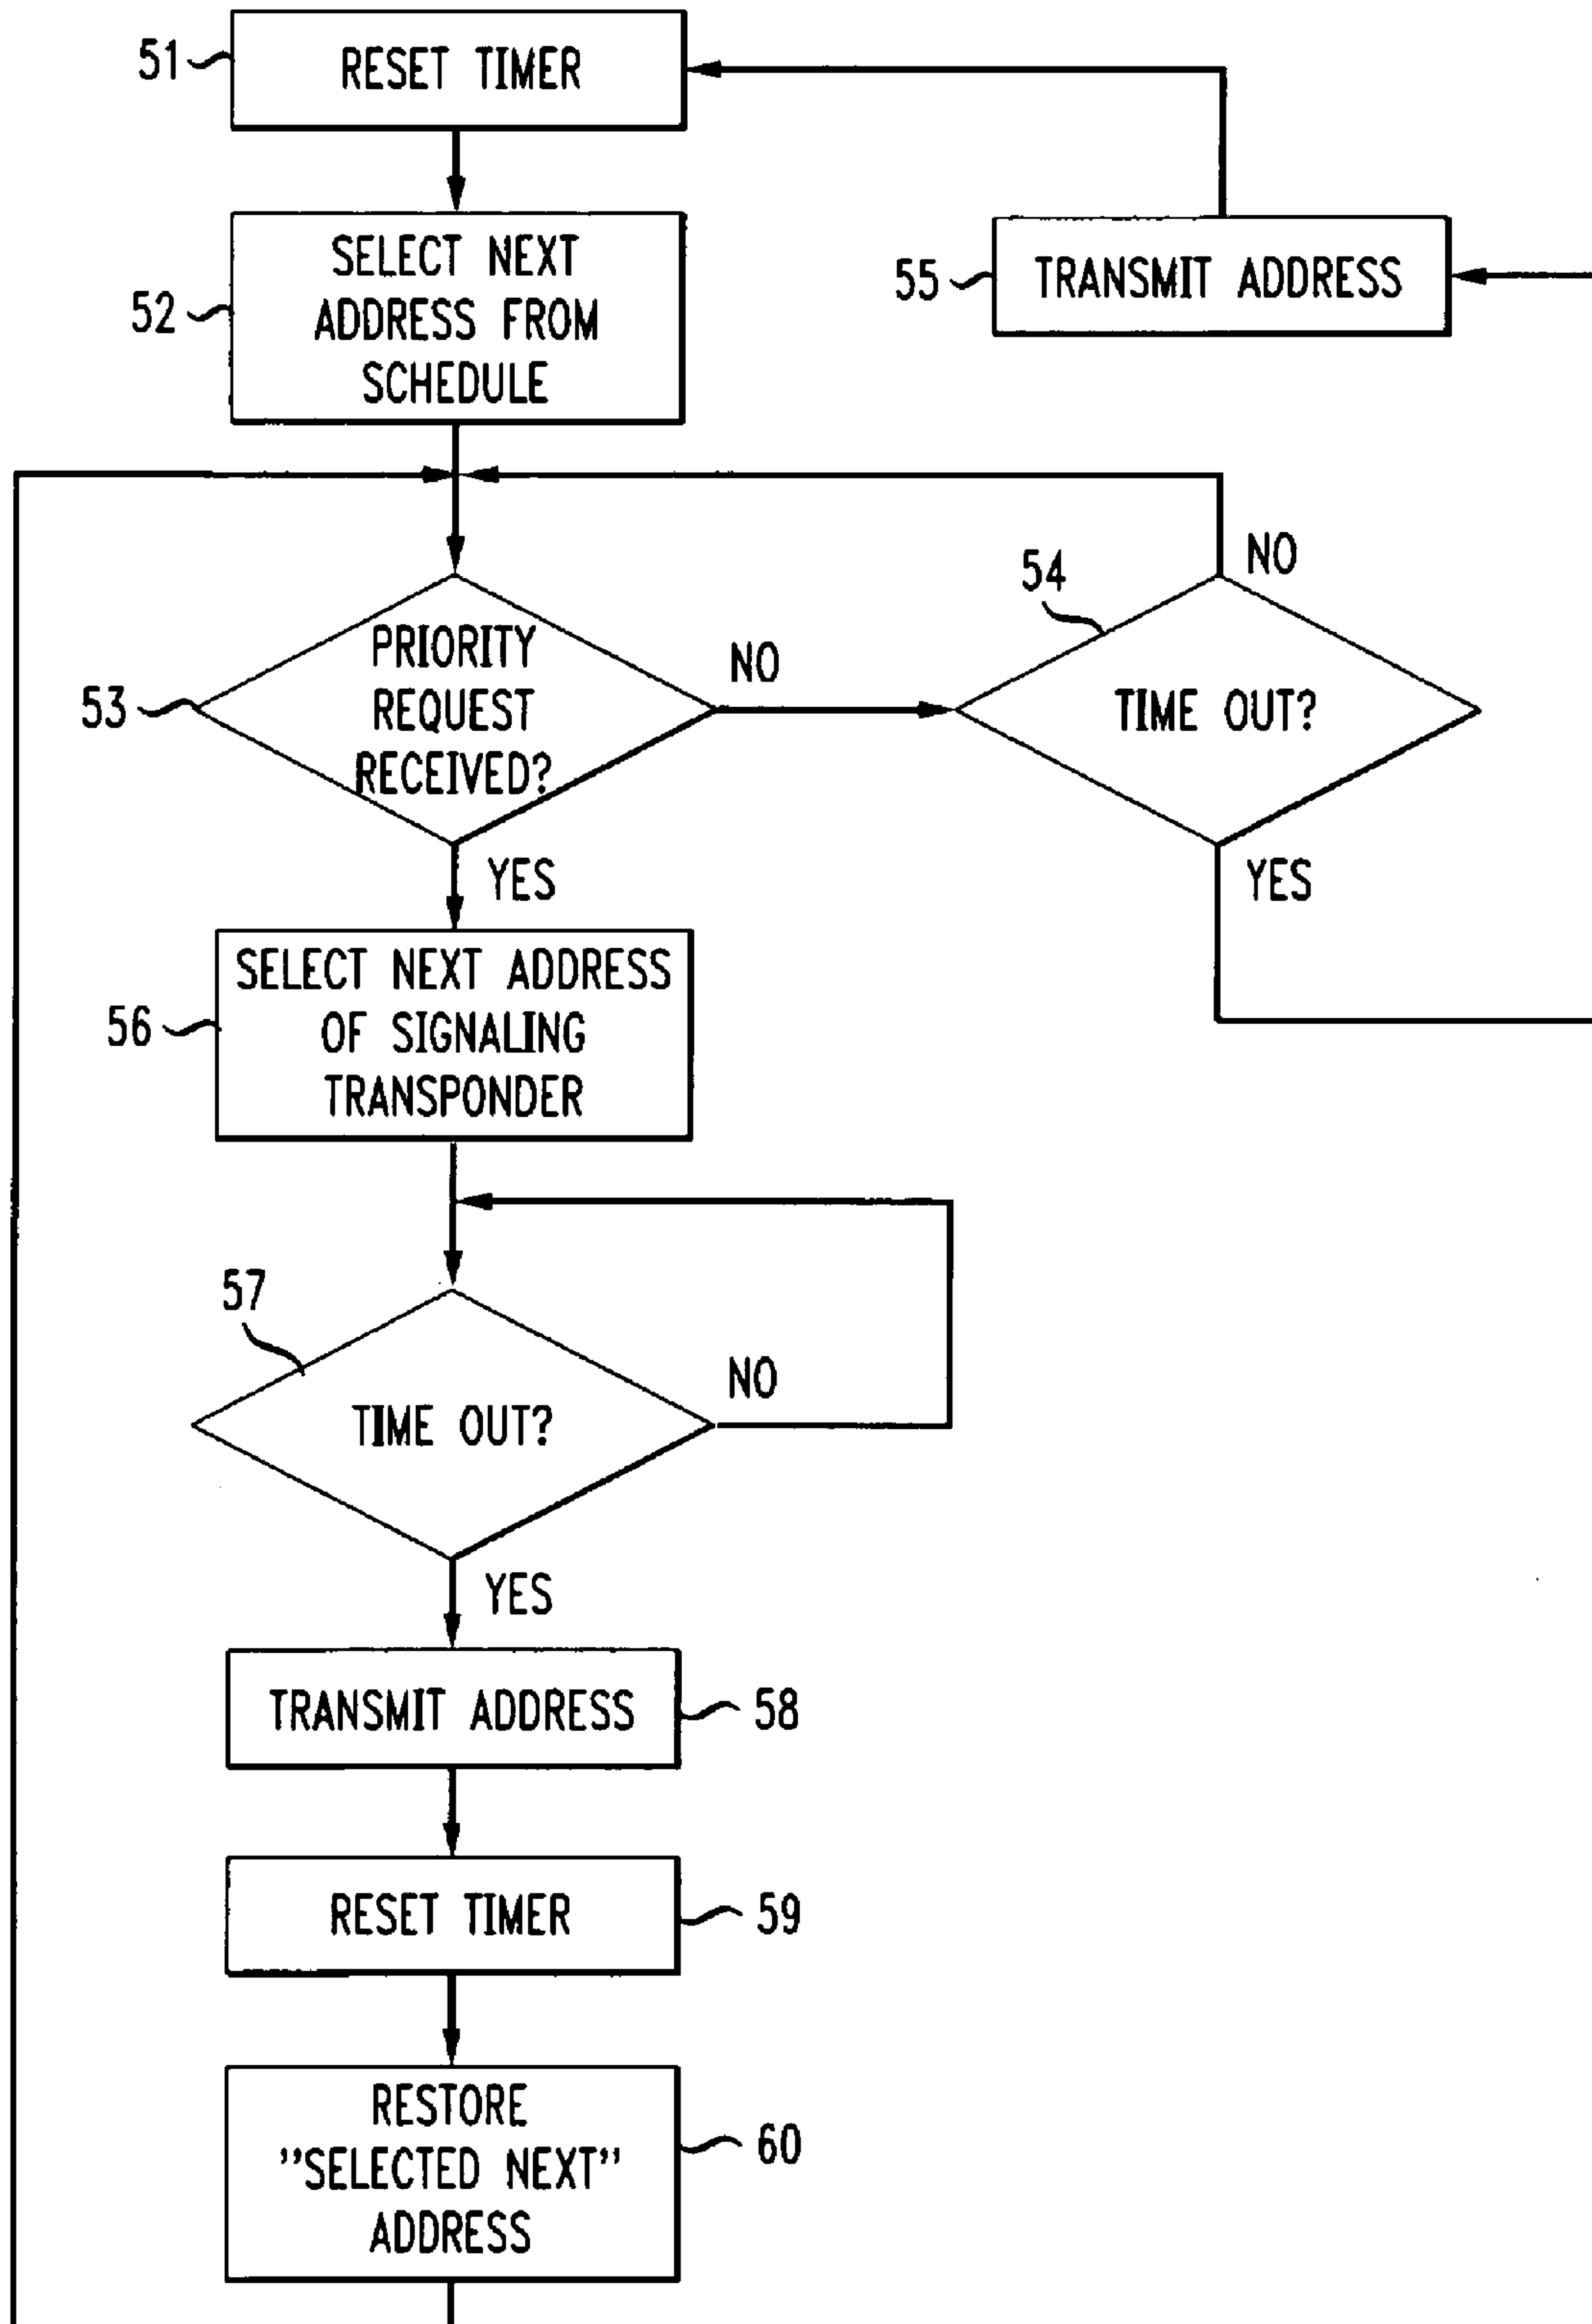 51
RESET TIMER
52
SELECT NEXT
ADDRESS FROM
SCHEDULE
55
TRANSMIT ADDRESS
53
PRIORITY
REQUEST
RECEIVED?
NO
54
TIME OUT?
NO
YES
YES
56
SELECT NEXT ADDRESS
OF SIGNALING
TRANSPONDER
57
TIME OUT?
NO
YES
TRANSMIT ADDRESS
58
RESET TIMER
59
RESTORE
"SELECTED NEXT"
ADDRESS
60